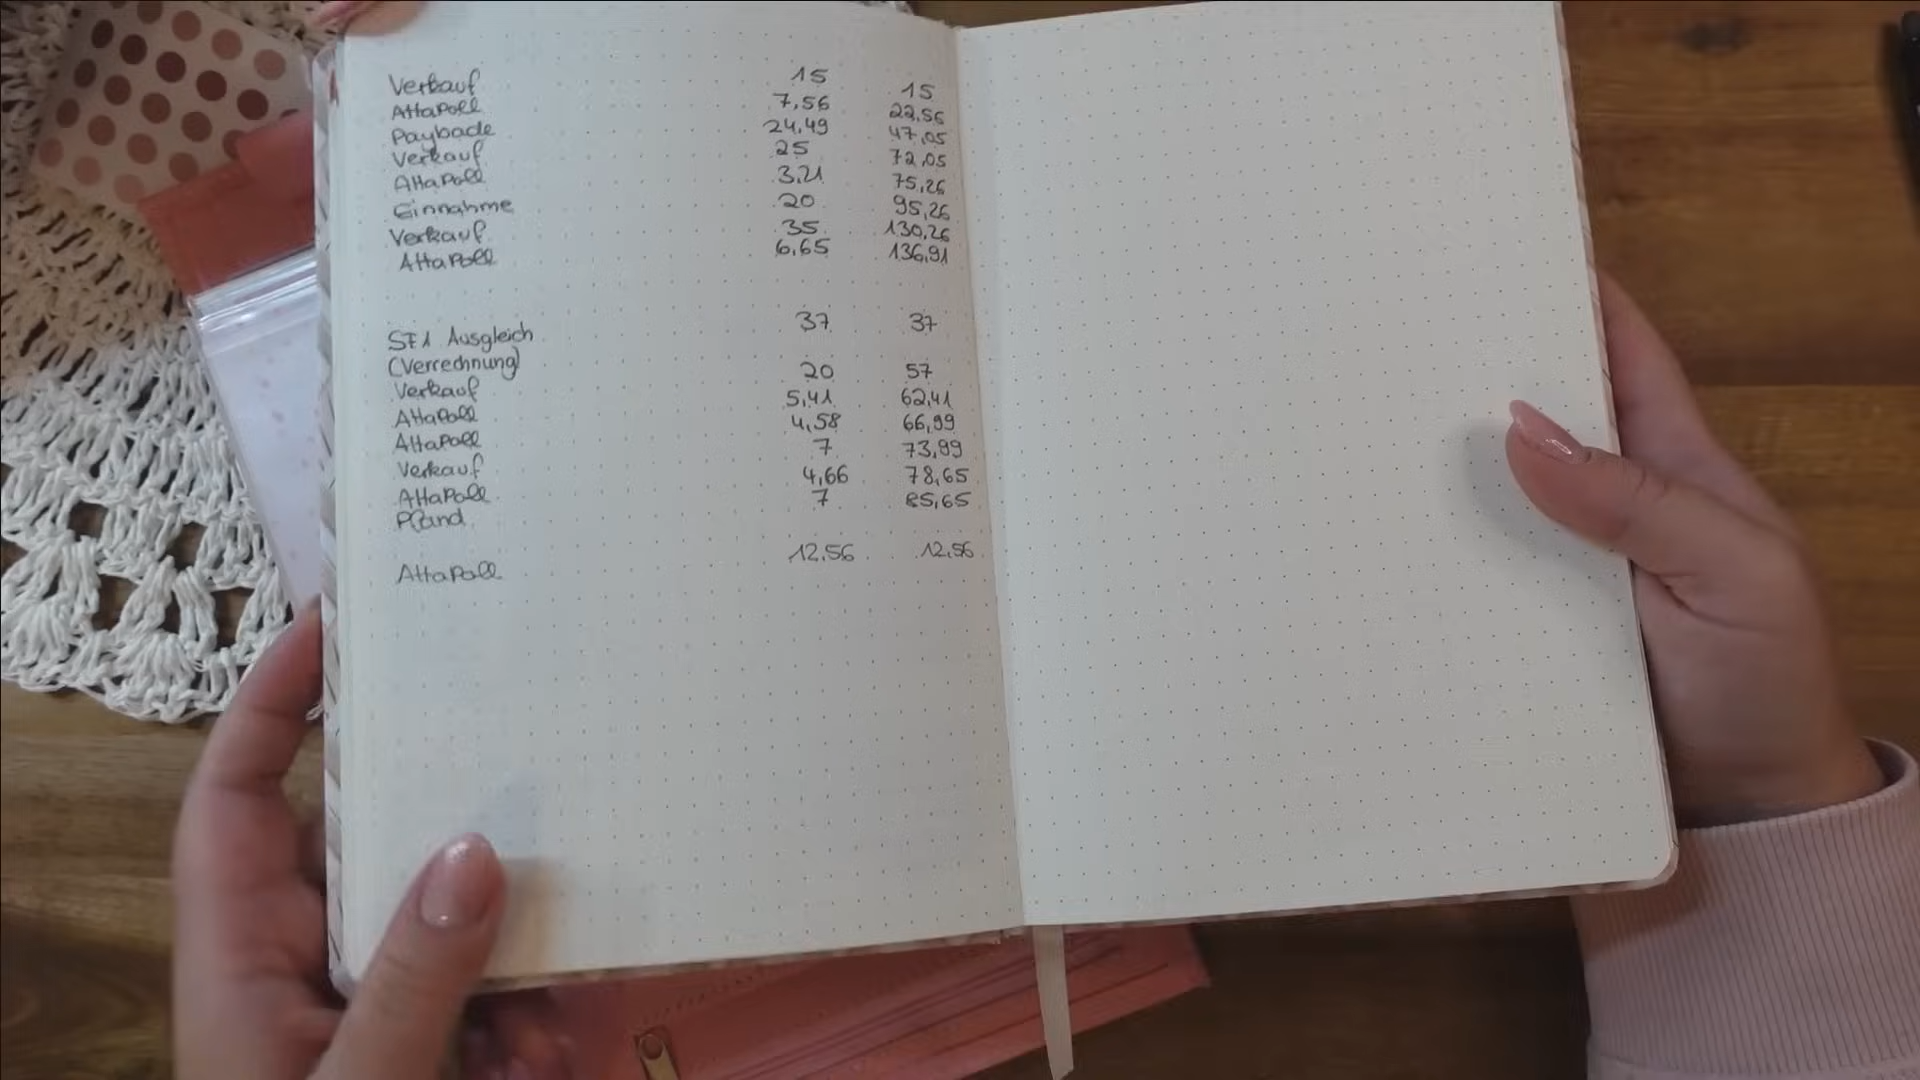 Verkauf 15 15
AttaPoll 7,56 22,56
Payback 24,49 47,05
Verkauf 25 72,05
AttaPoll 3,21 75,26
Einnahme 20 95,26
Verkauf 35 130,26
AttaPoll 6,65 136,91
SF1 Ausgleich 37 37
(Verrechnung)
Verkauf 20 57
AttaPoll 5,41 62,41
AttaPoll 4,58 66,99
Verkauf 7 73,99
AttaPoll 4,66 78,65
Pfand 7 85,65
AttaPoll 12,56 12,56